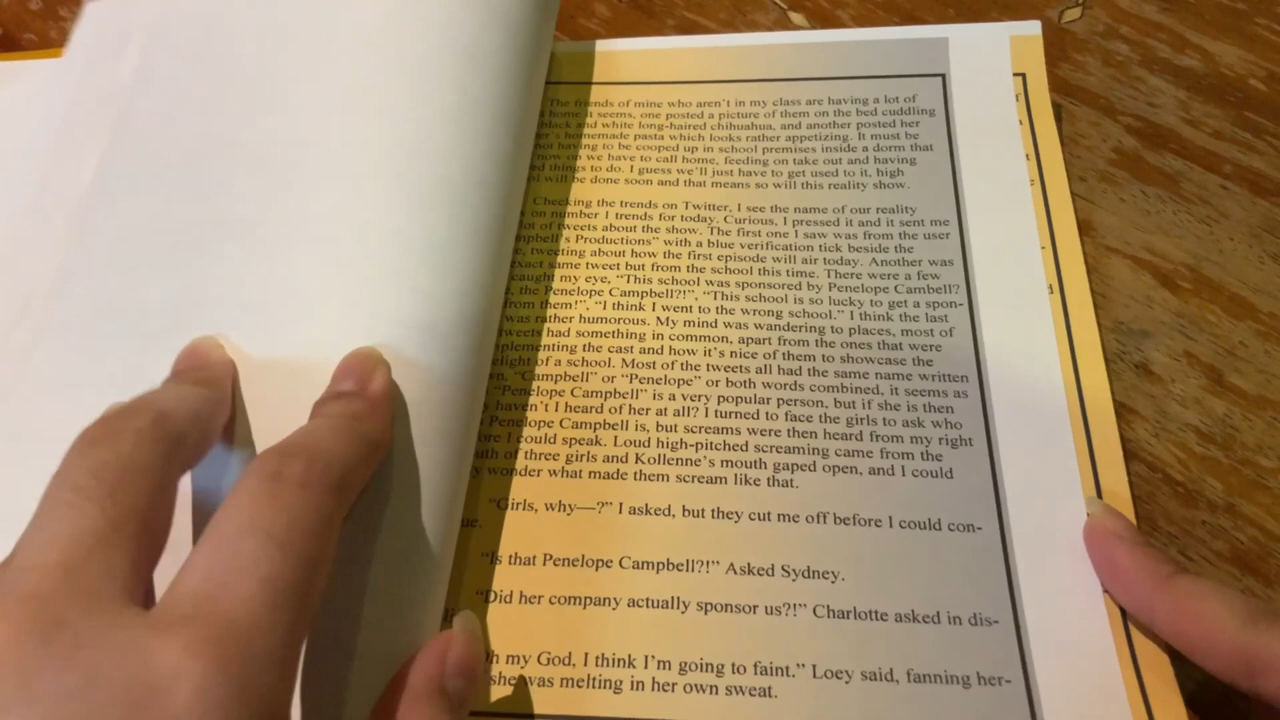 The friends of mine who aren't in my class are having a lot of
home it seems, one posted a picture of them on the bed cuddling
black and white long-haired chihuahua, and another posted her
homemade pasta which looks rather appetizing. It must be
not having to be cooped up in school premises inside a dorm that
now on we have to call home, feeding on take out and having
things to do. I guess we'll just have to get used to it, high
will be done soon and that means so will this reality show.
Checking the trends on Twitter, I see the name of our reality
on number 1 trends for today. Curious, I pressed it and it sent me
lot of tweets about the show. The first one I saw was from the user
mpbell's Productions" with a blue verification tick beside the
tweeting about how the first episode will air today. Another was
exact same tweet but from the school this time. There were a few
caught my eye, "This school was sponsored by Penelope Cambell?
the Penelope Campbell?!", "This school is so lucky to get a spon-
from them!", "I think I went to the wrong school." I think the last
was rather humorous. My mind was wandering to places, most of
tweets had something in common, apart from the ones that were
plementing the cast and how it's nice of them to showcase the
elight of a school. Most of the tweets all had the same name written
"Campbell" or "Penelope" or both words combined, it seems as
"Penelope Campbell" is a very popular person, but if she is then
haven't I heard of her at all? I turned to face the girls to ask who
Penelope Campbell is, but screams were then heard from my right
ore I could speak. Loud high-pitched screaming came from the
uth of three girls and Kollenne's mouth gaped open, and I could
wonder what made them scream like that.
"Girls, why—?" I asked, but they cut me off before I could con-
ue.
"Is that Penelope Campbell?!" Asked Sydney.
"Did her company actually sponsor us?!" Charlotte asked in dis-
h my God, I think I'm going to faint." Loey said, fanning her-
she was melting in her own sweat.